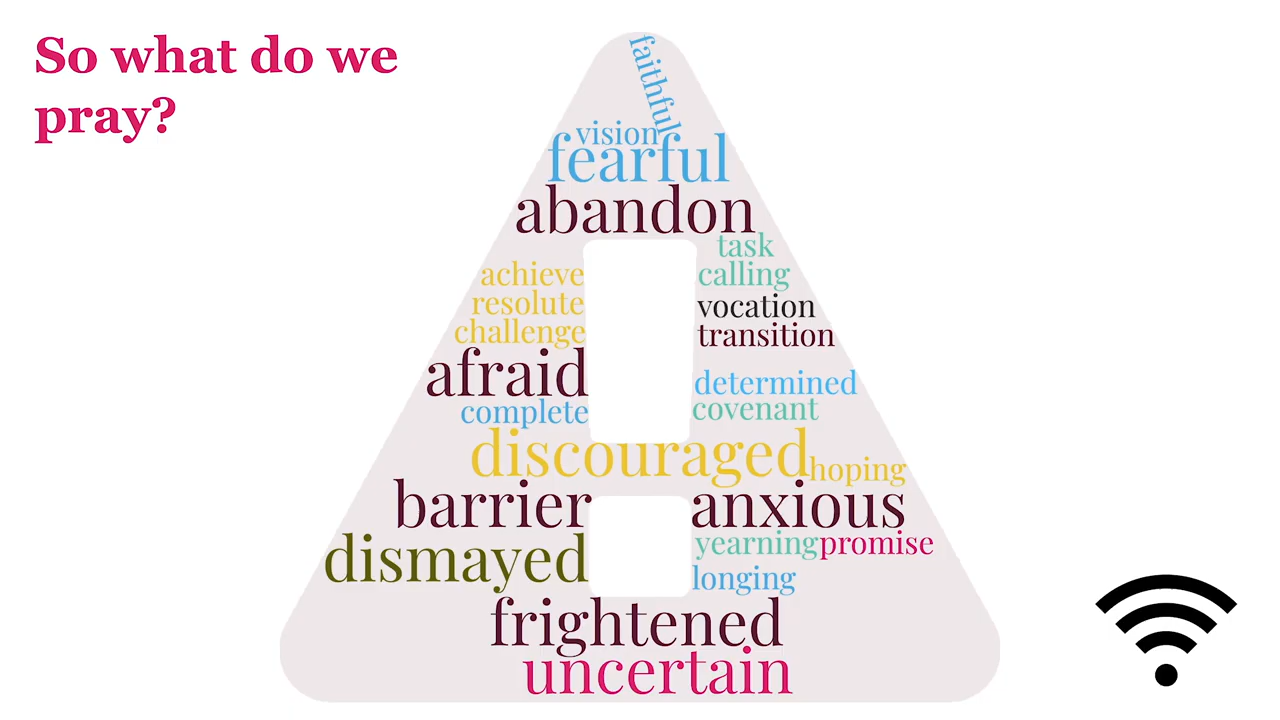 So what do we
pray?
faithful
vision
fearful
abandon
task
achieve
calling
resolute
vocation
challenge
transition
afraid
determined
complete
covenant
discouraged
hoping
barrier
anxious
dismayed
yearning
promise
longing
frightened
uncertain